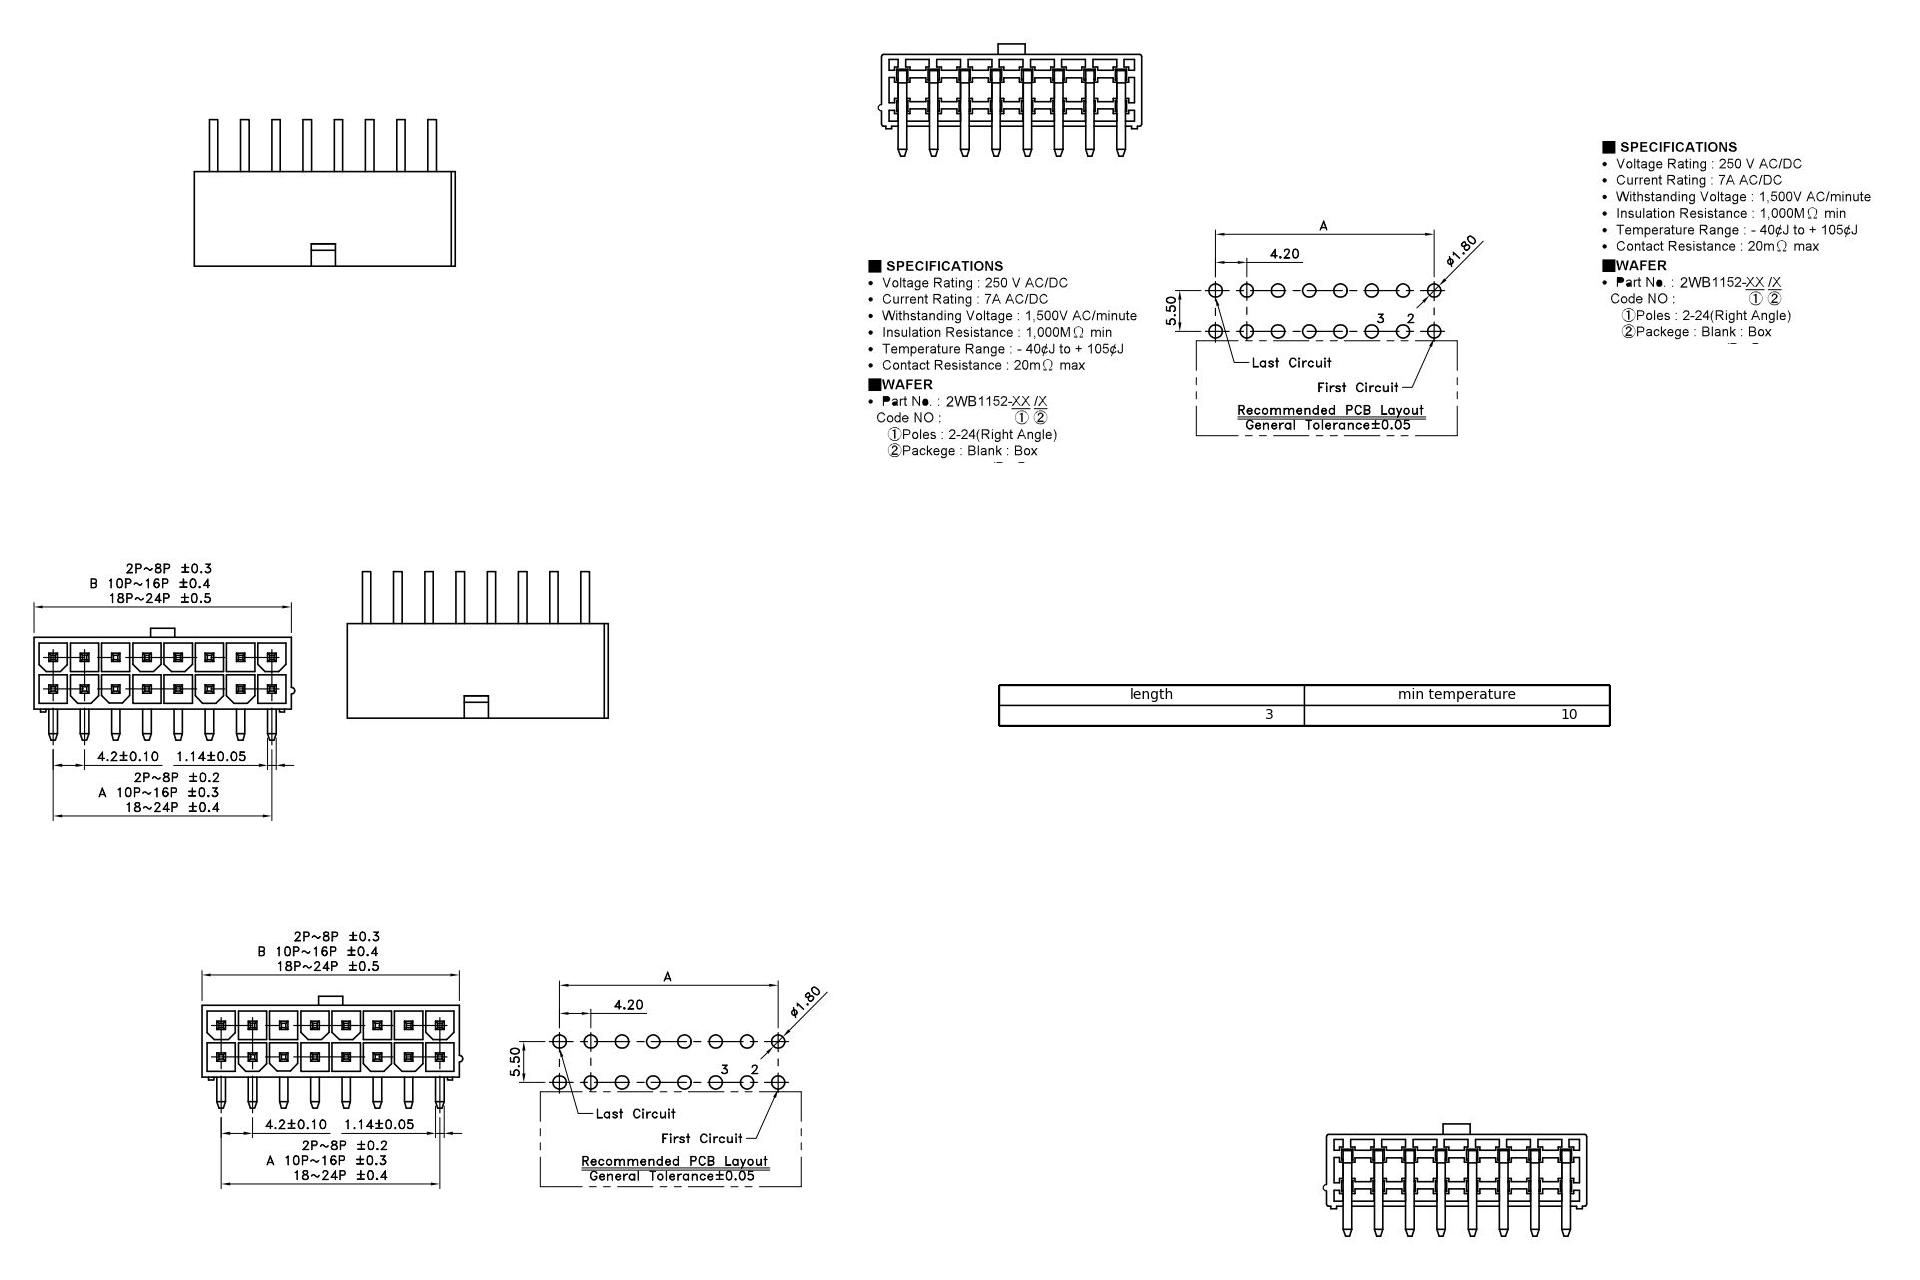 ■ SPECIFICATIONS
• Voltage Rating : 250 V AC/DC
• Current Rating : 7A AC/DC
• Withstanding Voltage : 1,500V AC/minute
• Insulation Resistance : 1,000MΩ min
• Temperature Range : - 40¢J to + 105¢J
• Contact Resistance : 20mΩ max
■WAFER
• Part No. : 2WB1152-XX /X
Code NO : ① ②
①Poles : 2-24(Right Angle)
②Packege : Blank : Box
A
4.20
ø1.80
5.50
3 2
Last Circuit
First Circuit
Recommended PCB Layout
General Tolerance±0.05
■ SPECIFICATIONS
• Voltage Rating : 250 V AC/DC
• Current Rating : 7A AC/DC
• Withstanding Voltage : 1,500V AC/minute
• Insulation Resistance : 1,000MΩ min
• Temperature Range : - 40¢J to + 105¢J
• Contact Resistance : 20mΩ max
■WAFER
• Part No. : 2WB1152-XX /X
Code NO : ① ②
①Poles : 2-24(Right Angle)
②Packege : Blank : Box
2P~8P ±0.3
B 10P~16P ±0.4
18P~24P ±0.5
4.2±0.10 1.14±0.05
2P~8P ±0.2
A 10P~16P ±0.3
18~24P ±0.4
length min temperature
3 10
2P~8P ±0.3
B 10P~16P ±0.4
18P~24P ±0.5
4.2±0.10 1.14±0.05
2P~8P ±0.2
A 10P~16P ±0.3
18~24P ±0.4
A
4.20
ø1.80
5.50
3 2
Last Circuit
First Circuit
Recommended PCB Layout
General Tolerance±0.05